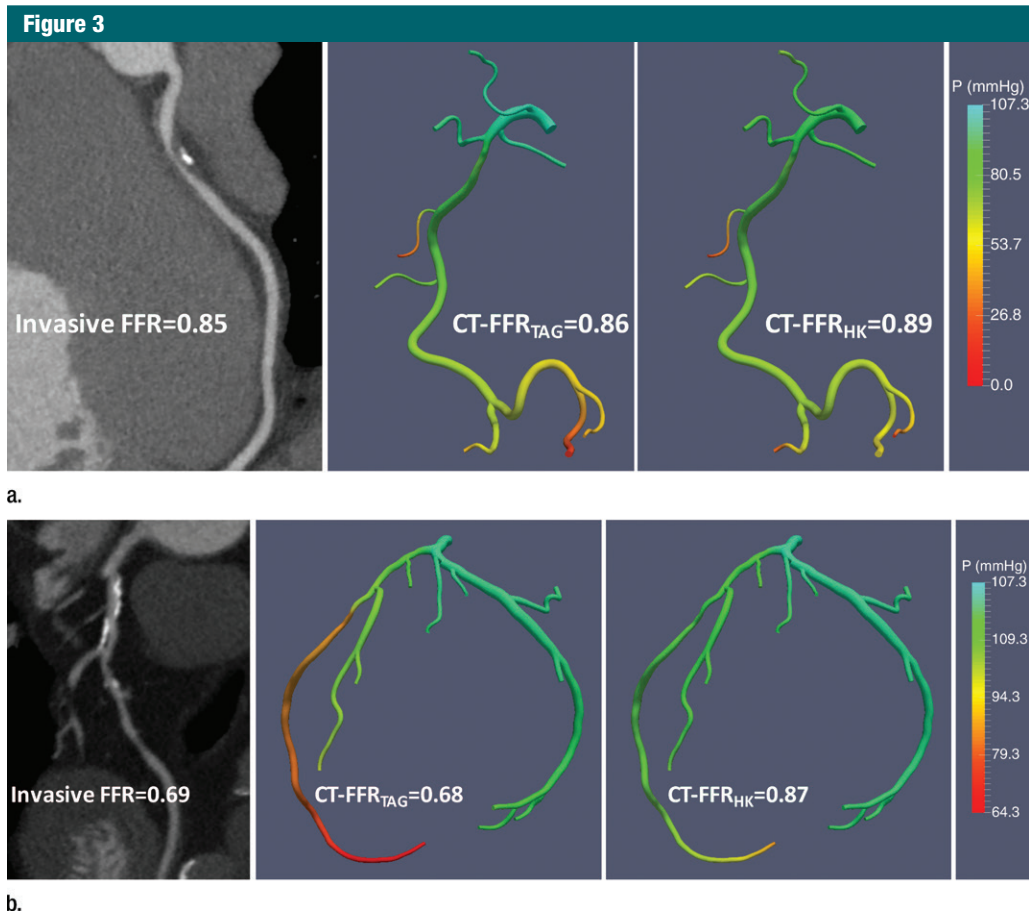 Figure 3
Invasive FFR=0.85
CT-FFRTAG=0.86
CT-FFRHK=0.89
P (mmHg)
107.3
80.5
53.7
26.8
0.0
a.
Invasive FFR=0.69
CT-FFRTAG=0.68
CT-FFRHK=0.87
P (mmHg)
107.3
109.3
94.3
79.3
64.3
b.